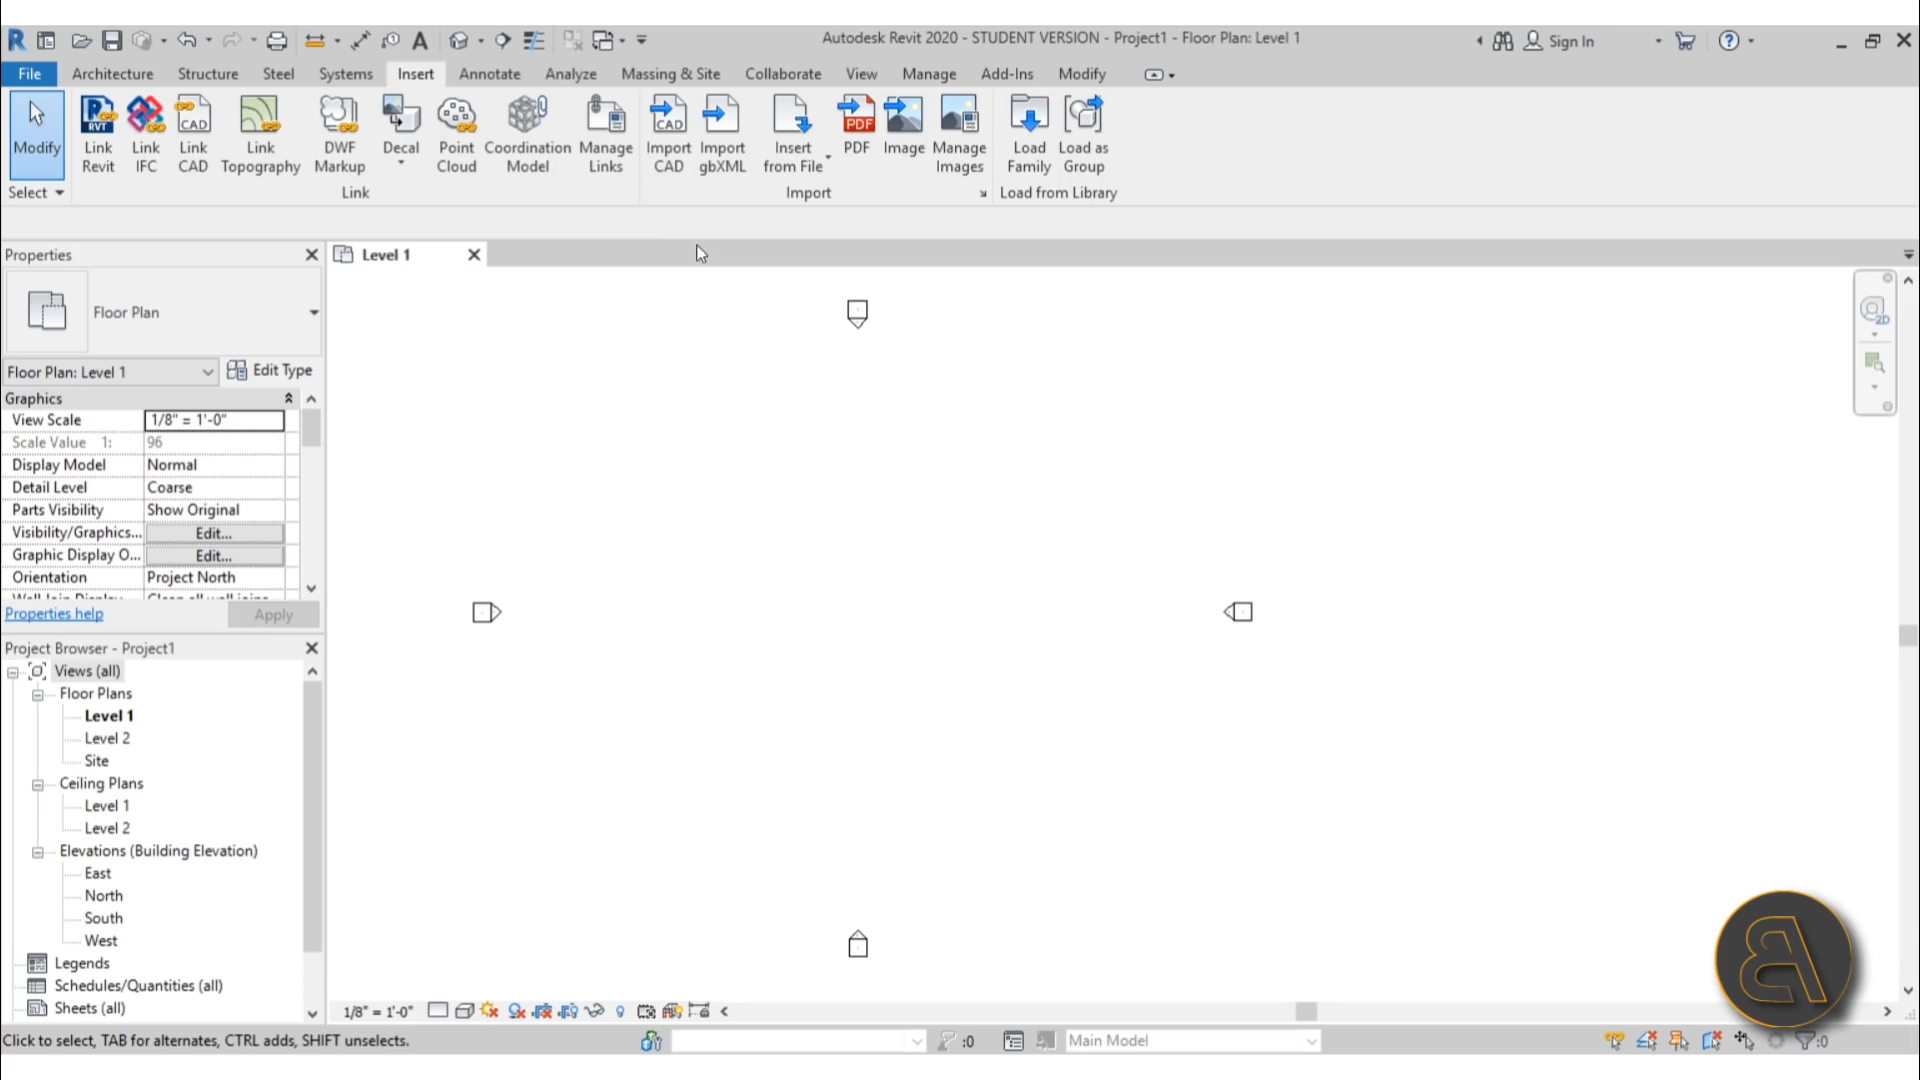 Autodesk Revit 2020 - STUDENT VERSION - Project1 - Floor Plan: Level 1
Sign In
File Architecture Structure Steel Systems Insert Annotate Analyze Massing & Site Collaborate View Manage Add-Ins Modify
Modify
Link Revit
Link IFC
Link CAD
Link Topography
DWF Markup
Decal
Point Cloud
Coordination Model
Manage Links
Import CAD
Import gbXML
Insert from File
PDF
Image
Manage Images
Load Family
Load as Group
Select
Link
Import
Load from Library
Properties
Level 1
Floor Plan
Floor Plan: Level 1
Edit Type
Graphics
View Scale 1/8" = 1'-0"
Scale Value 1: 96
Display Model Normal
Detail Level Coarse
Parts Visibility Show Original
Visibility/Graphics... Edit...
Graphic Display O... Edit...
Orientation Project North
Properties help
Apply
Project Browser - Project1
Views (all)
Floor Plans
Level 1
Level 2
Site
Ceiling Plans
Level 1
Level 2
Elevations (Building Elevation)
East
North
South
West
Legends
Schedules/Quantities (all)
Sheets (all)
1/8" = 1'-0"
Click to select, TAB for alternates, CTRL adds, SHIFT unselects.
:0
Main Model
:0